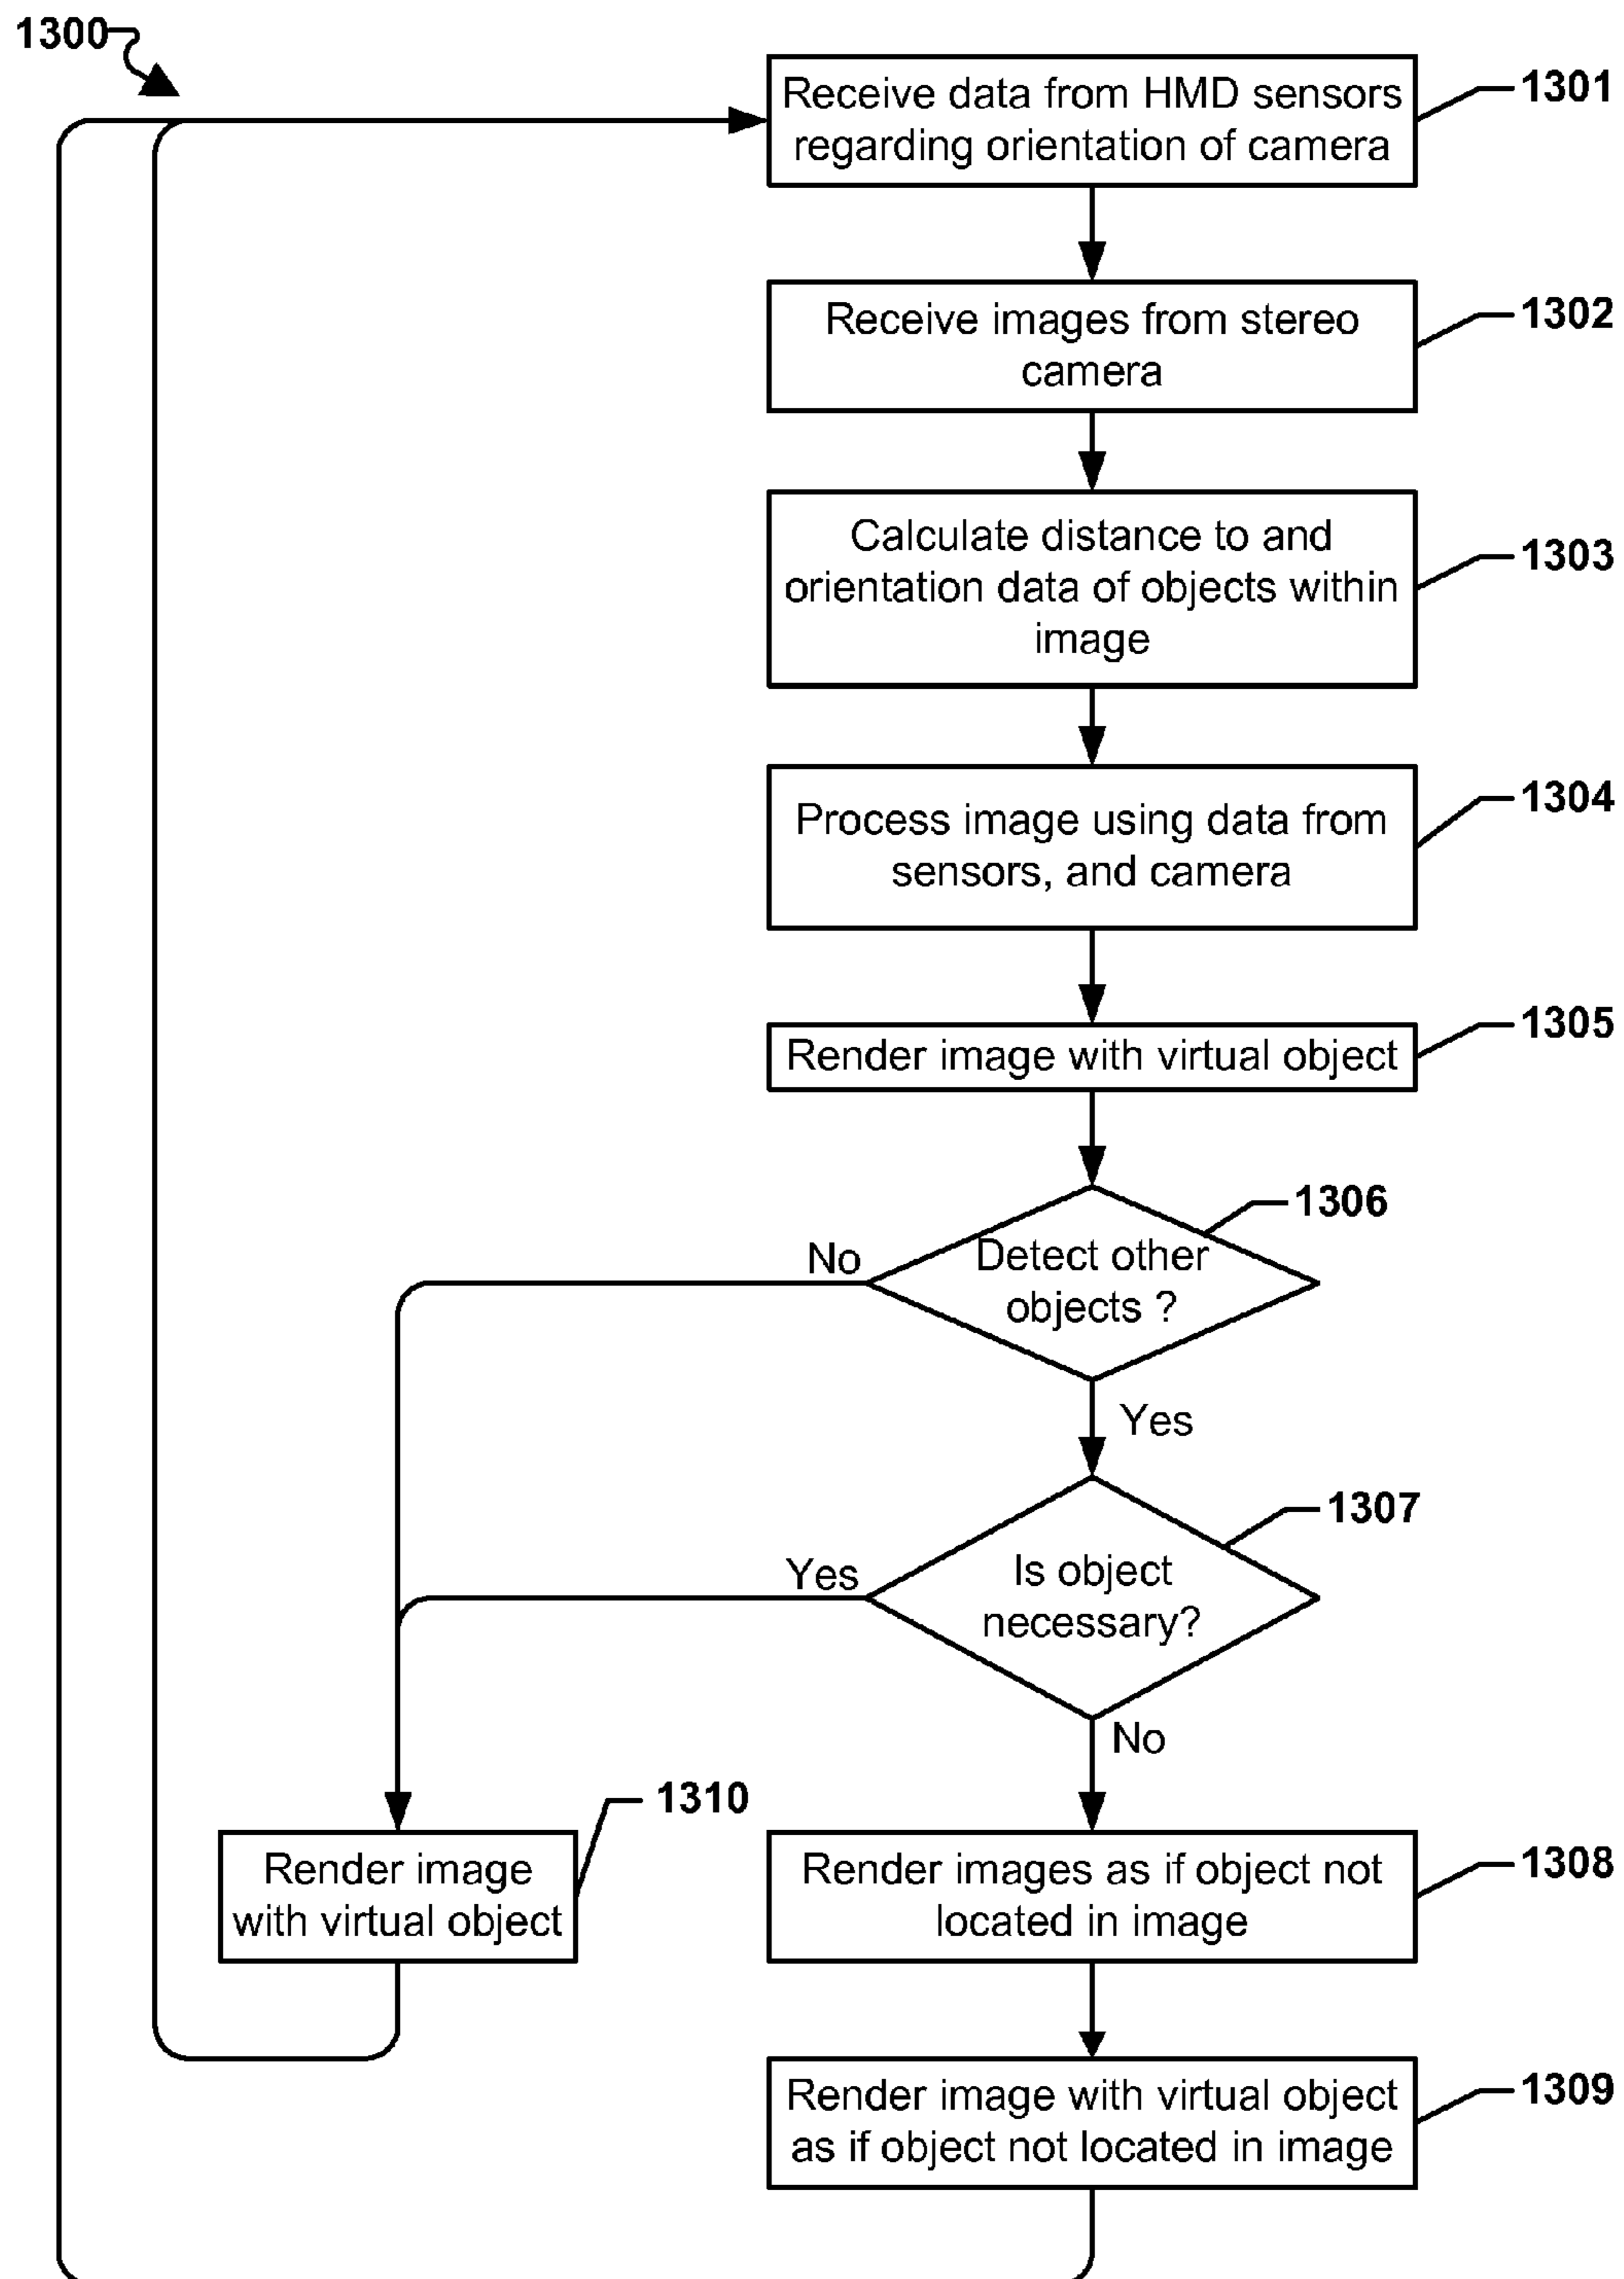 1300
Receive data from HMD sensors
regarding orientation of camera
1301
Receive images from stereo
camera
1302
Calculate distance to and
orientation data of objects within
image
1303
Process image using data from
sensors, and camera
1304
Render image with virtual object
1305
Detect other
objects ?
1306
No
Yes
Is object
necessary?
1307
Yes
No
Render image
with virtual object
1310
Render images as if object not
located in image
1308
Render image with virtual object
as if object not located in image
1309